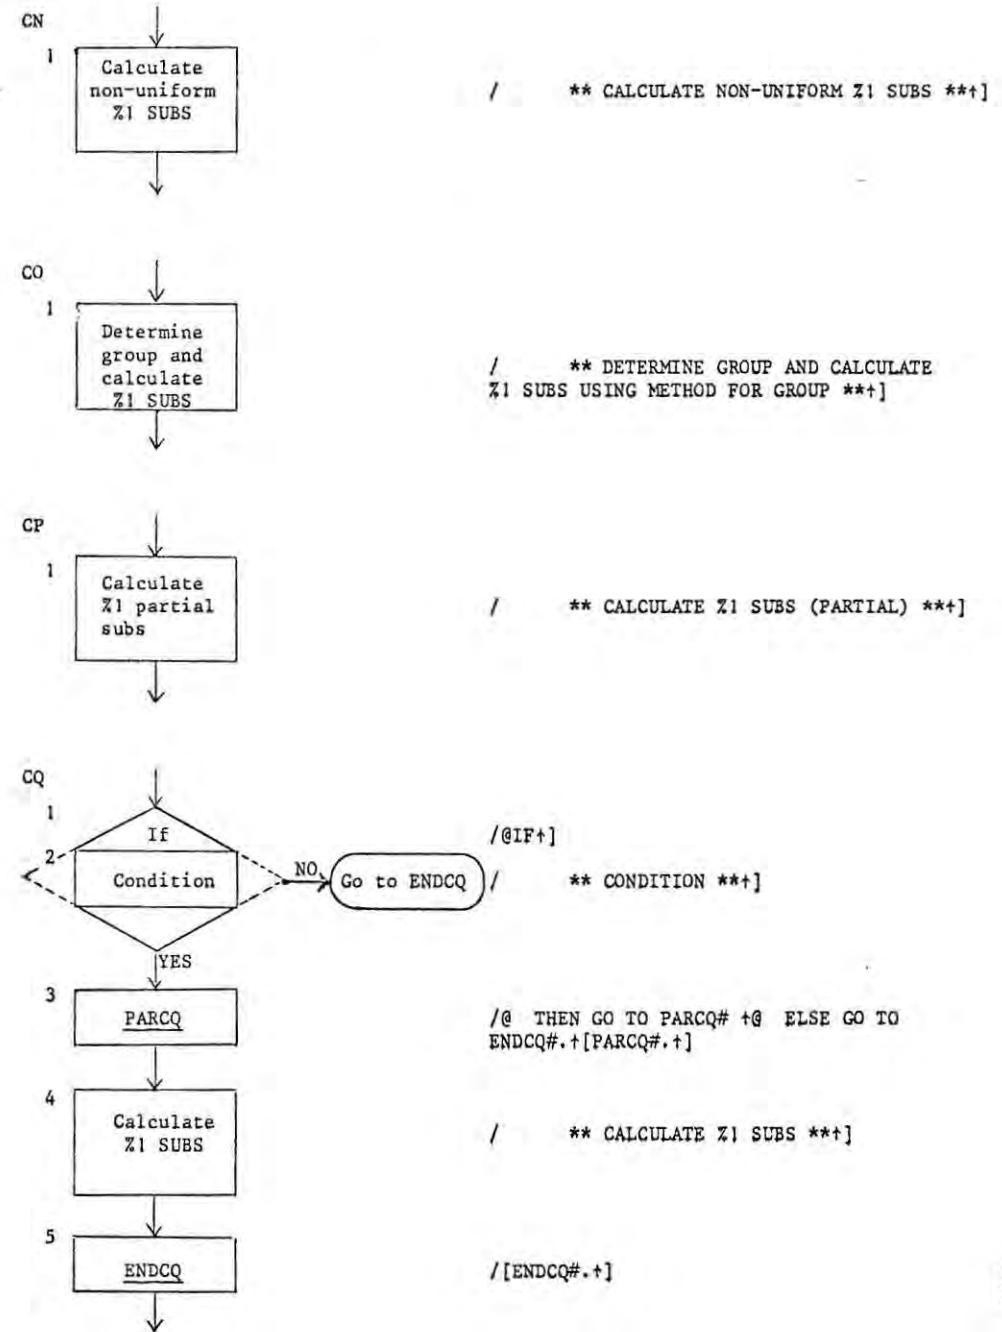 CN
1
Calculate
non-uniform
%1 SUBS
/ ** CALCULATE NON-UNIFORM %1 SUBS **↑]
CO
1
Determine
group and
calculate
%1 SUBS
/ ** DETERMINE GROUP AND CALCULATE
%1 SUBS USING METHOD FOR GROUP **↑]
CP
1
Calculate
%1 partial
subs
/ ** CALCULATE %1 SUBS (PARTIAL) **↑]
CQ
1
If
/@IF↑]
2
Condition
NO
Go to ENDCQ
/ ** CONDITION **↑]
YES
3
PARCQ
/@ THEN GO TO PARCQ# ↑@ ELSE GO TO
ENDCQ#.↑[PARCQ#.↑]
4
Calculate
%1 SUBS
/ ** CALCULATE %1 SUBS **↑]
5
ENDCQ
/[ENDCQ#.↑]